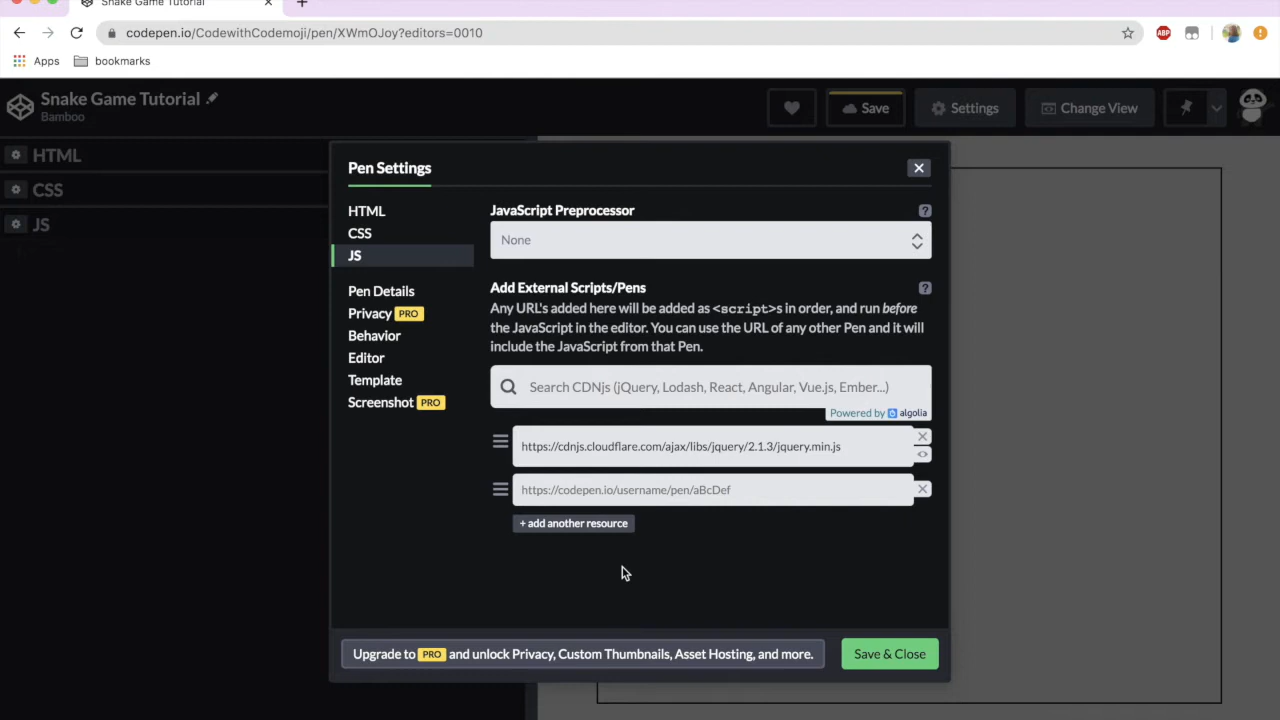 Snake Game Tutorial
codepen.io/CodewithCodemoji/pen/XWmOJoy?editors=0010
ABP
Apps
bookmarks
Snake Game Tutorial
Bamboo
Save
Settings
Change View
HTML
CSS
JS
Pen Settings
HTML
CSS
JS
Pen Details
Privacy PRO
Behavior
Editor
Template
Screenshot PRO
JavaScript Preprocessor
?
None
Add External Scripts/Pens
?
Any URL's added here will be added as <script>s in order, and run before
the JavaScript in the editor. You can use the URL of any other Pen and it will
include the JavaScript from that Pen.
Search CDNjs (jQuery, Lodash, React, Angular, Vue.js, Ember...)
Powered by algolia
https://cdnjs.cloudflare.com/ajax/libs/jquery/2.1.3/jquery.min.js
https://codepen.io/username/pen/aBcDef
+ add another resource
Upgrade to PRO and unlock Privacy, Custom Thumbnails, Asset Hosting, and more.
Save & Close